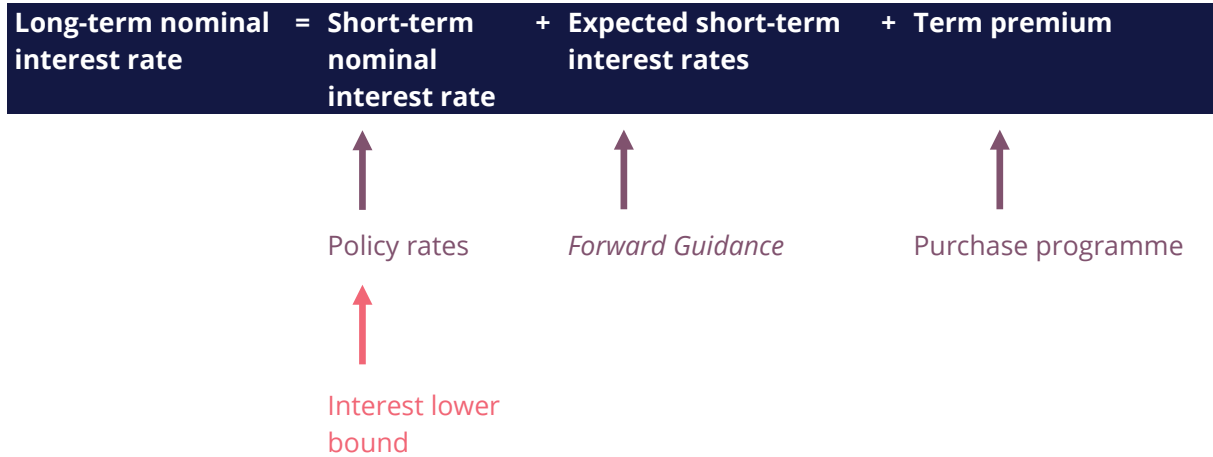 Long-term nominal = Short-term + Expected short-term + Term premium
interest rate nominal interest rates
interest rate
Policy rates Forward Guidance Purchase programme
Interest lower
bound